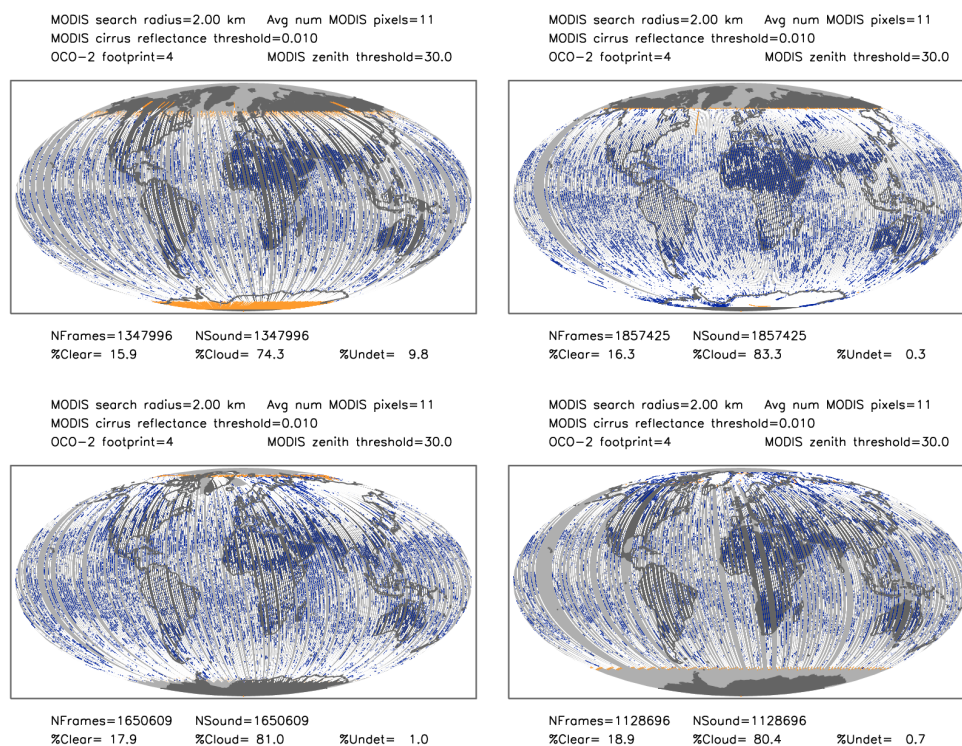 MODIS search radius=2.00 km Avg num MODIS pixels=11
MODIS cirrus reflectance threshold=0.010
OCO-2 footprint=4 MODIS zenith threshold=30.0
NFrames=1347996 NSound=1347996
%Clear= 15.9 %Cloud= 74.3 %Undet= 9.8
MODIS search radius=2.00 km Avg num MODIS pixels=11
MODIS cirrus reflectance threshold=0.010
OCO-2 footprint=4 MODIS zenith threshold=30.0
NFrames=1857425 NSound=1857425
%Clear= 16.3 %Cloud= 83.3 %Undet= 0.3
MODIS search radius=2.00 km Avg num MODIS pixels=11
MODIS cirrus reflectance threshold=0.010
OCO-2 footprint=4 MODIS zenith threshold=30.0
NFrames=1650609 NSound=1650609
%Clear= 17.9 %Cloud= 81.0 %Undet= 1.0
MODIS search radius=2.00 km Avg num MODIS pixels=11
MODIS cirrus reflectance threshold=0.010
OCO-2 footprint=4 MODIS zenith threshold=30.0
NFrames=1128696 NSound=1128696
%Clear= 18.9 %Cloud= 80.4 %Undet= 0.7